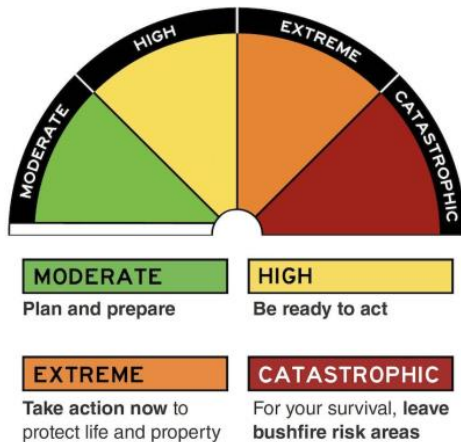 MODERATE
HIGH
EXTREME
CATASTROPHIC
MODERATE
Plan and prepare
HIGH
Be ready to act
EXTREME
Take action now to
protect life and property
CATASTROPHIC
For your survival, leave
bushfire risk areas